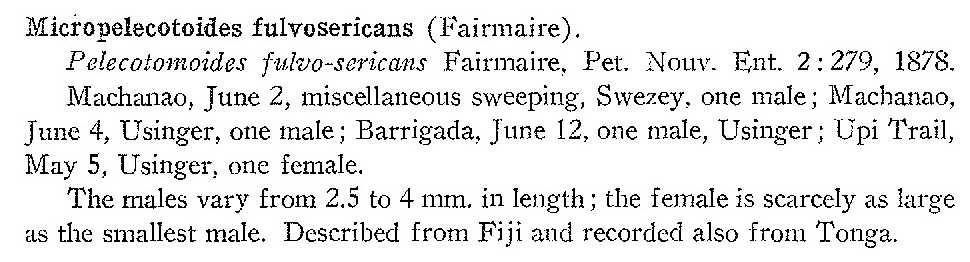 Micropelecotoides fulvosericans (Fairmaire).
Pelecotomoides fulvo-sericans Fairmaire, Pet. Nouv. Ent. 2:279, 1878.
Machanao, June 2, miscellaneous sweeping, Swezey, one male; Machanao,
June 4, Usinger, one male; Barrigada, June 12, one male, Usinger; Upi Trail,
May 5, Usinger, one female.
The males vary from 2.5 to 4 mm. in length; the female is scarcely as large
as the smallest male. Described from Fiji and recorded also from Tonga.